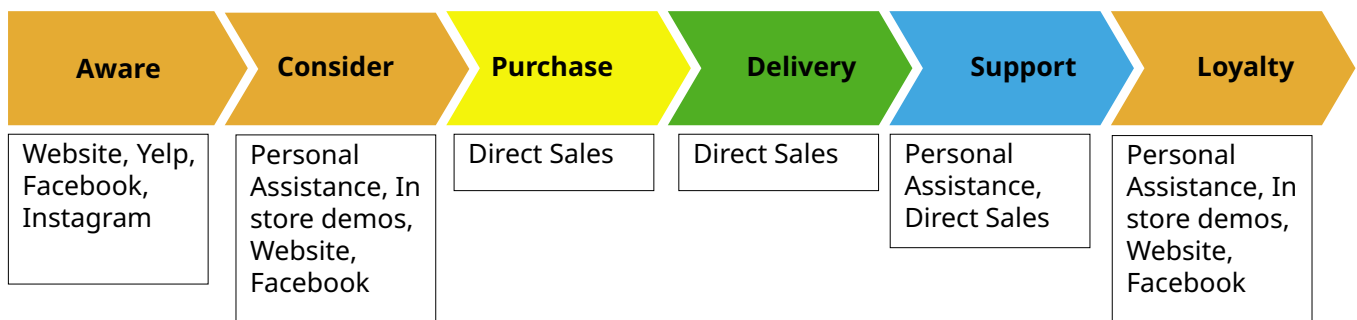 Aware
Consider
Purchase
Delivery
Support
Loyalty
Website, Yelp,
Facebook,
Instagram
Personal
Assistance, In
store demos,
Website,
Facebook
Direct Sales
Direct Sales
Personal
Assistance,
Direct Sales
Personal
Assistance, In
store demos,
Website,
Facebook